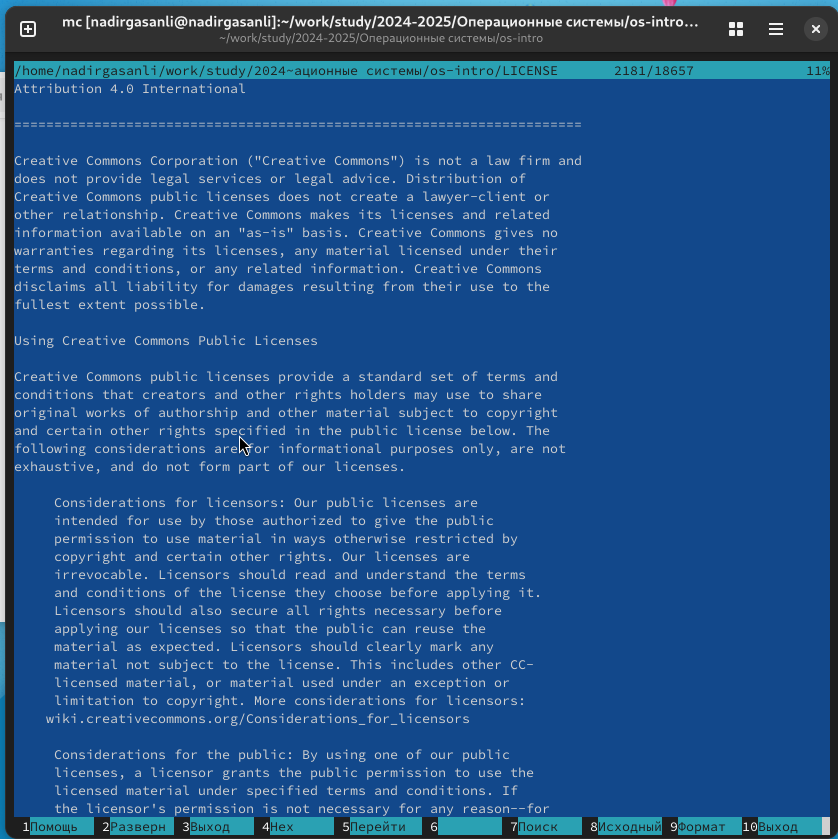 mc [nadirgasanli@nadirgasanli]:~/work/study/2024-2025/Операционные системы/os-intro...
~/work/study/2024-2025/Операционные системы/os-intro
/home/nadirgasanli/work/study/2024~ационные системы/os-intro/LICENSE 2181/18657 11%
Attribution 4.0 International
=======================================================================
Creative Commons Corporation ("Creative Commons") is not a law firm and
does not provide legal services or legal advice. Distribution of
Creative Commons public licenses does not create a lawyer-client or
other relationship. Creative Commons makes its licenses and related
information available on an "as-is" basis. Creative Commons gives no
warranties regarding its licenses, any material licensed under their
terms and conditions, or any related information. Creative Commons
disclaims all liability for damages resulting from their use to the
fullest extent possible.
Using Creative Commons Public Licenses
Creative Commons public licenses provide a standard set of terms and
conditions that creators and other rights holders may use to share
original works of authorship and other material subject to copyright
and certain other rights specified in the public license below. The
following considerations are for informational purposes only, are not
exhaustive, and do not form part of our licenses.
Considerations for licensors: Our public licenses are
intended for use by those authorized to give the public
permission to use material in ways otherwise restricted by
copyright and certain other rights. Our licenses are
irrevocable. Licensors should read and understand the terms
and conditions of the license they choose before applying it.
Licensors should also secure all rights necessary before
applying our licenses so that the public can reuse the
material as expected. Licensors should clearly mark any
material not subject to the license. This includes other CC-
licensed material, or material used under an exception or
limitation to copyright. More considerations for licensors:
wiki.creativecommons.org/Considerations_for_licensors
Considerations for the public: By using one of our public
licenses, a licensor grants the public permission to use the
licensed material under specified terms and conditions. If
the licensor's permission is not necessary for any reason--for
1Помощь 2Разверн 3Выход 4Hex 5Перейти 6 7Поиск 8Исходный 9Формат 10Выход